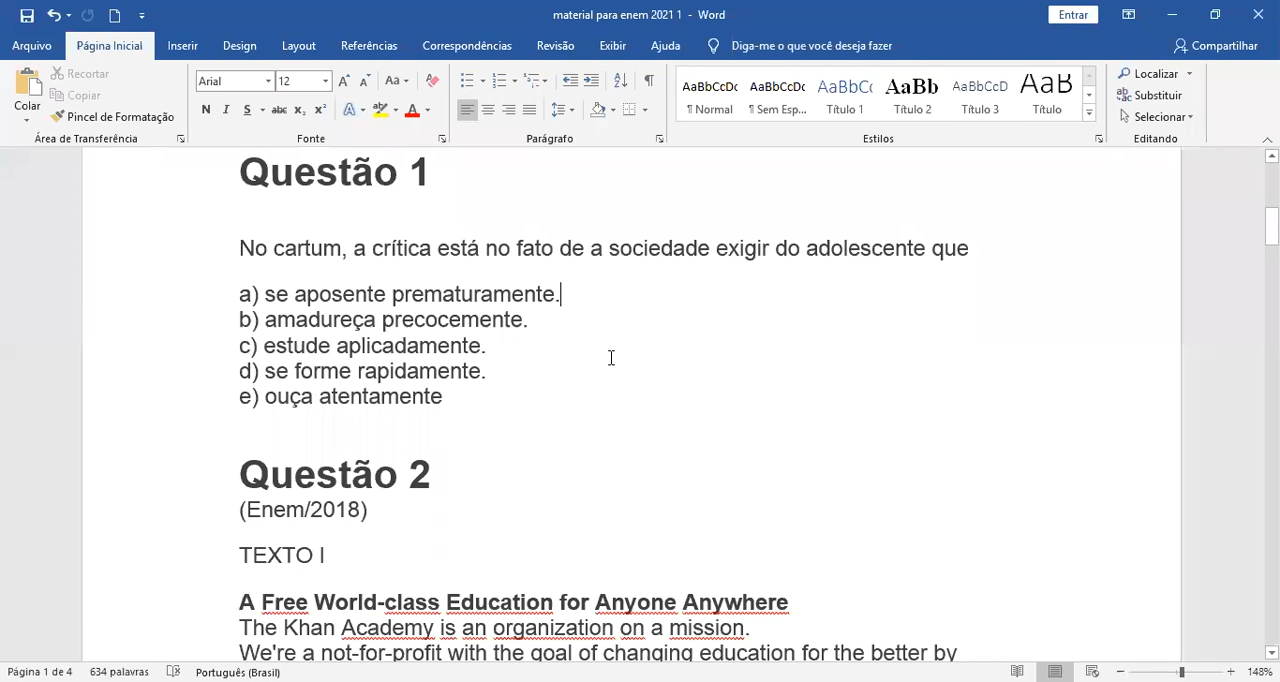 material para enem 2021 1 - Word
Entrar
Arquivo
Página Inicial
Inserir
Design
Layout
Referências
Correspondências
Revisão
Exibir
Ajuda
Diga-me o que você deseja fazer
Compartilhar
Colar
Recortar
Copiar
Pincel de Formatação
Área de Transferência
Arial
12
Aa
N I S abc x₂ x²
A
A
Fonte
Parágrafo
AaBbCcDc
¶ Normal
AaBbCcDc
¶ Sem Esp...
AaBbCc
Título 1
AaBb
Título 2
AaBbCcD
Título 3
AaB
Título
Estilos
Localizar
Substituir
Selecionar
Editando
Questão 1
No cartum, a crítica está no fato de a sociedade exigir do adolescente que
a) se aposente prematuramente.
b) amadureça precocemente.
c) estude aplicadamente.
d) se forme rapidamente.
e) ouça atentamente
Questão 2
(Enem/2018)
TEXTO I
A Free World-class Education for Anyone Anywhere
The Khan Academy is an organization on a mission.
We're a not-for-profit with the goal of changing education for the better by
Página 1 de 4
634 palavras
Português (Brasil)
148%